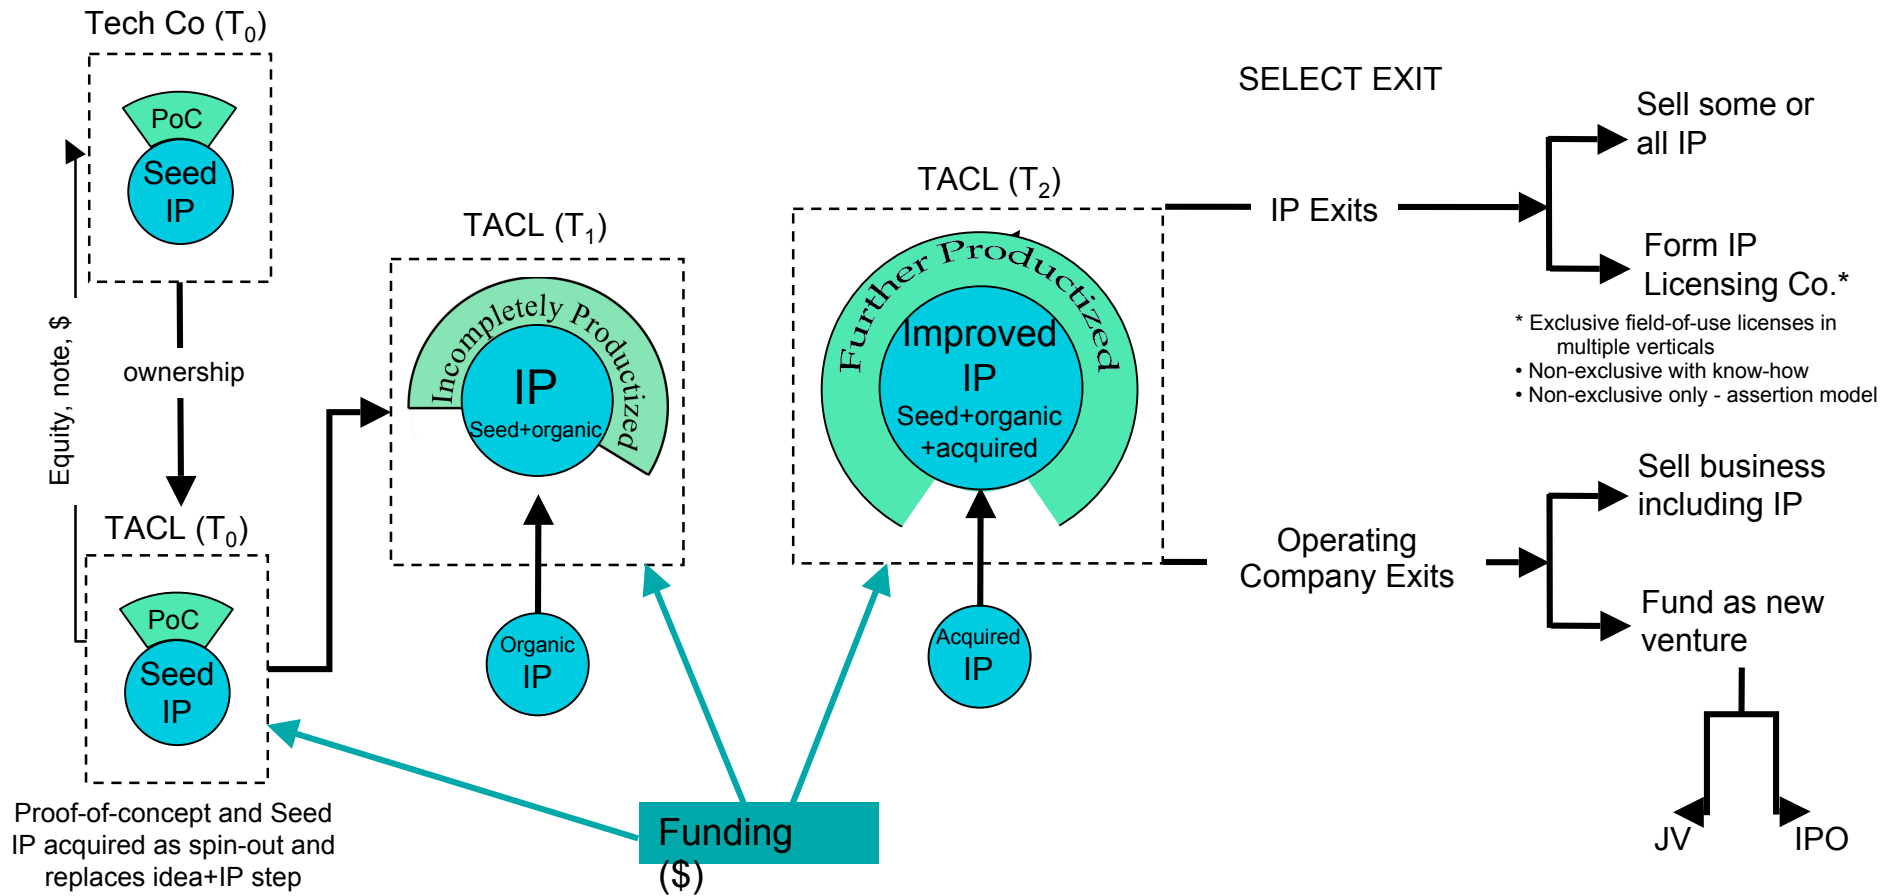 Tech Co (T0)
PoC
Seed
IP
Equity, note, $
ownership
TACL (T0)
PoC
Seed
IP
Proof-of-concept and Seed
IP acquired as spin-out and
replaces idea+IP step
TACL (T1)
Incompletely Productized
IP
Seed+organic
Organic
IP
Funding
($)
TACL (T2)
Further Productized
Improved
IP
Seed+organic
+acquired
Acquired
IP
SELECT EXIT
IP Exits
Sell some or
all IP
Form IP
Licensing Co.*
* Exclusive field-of-use licenses in
multiple verticals
• Non-exclusive with know-how
• Non-exclusive only - assertion model
Operating
Company Exits
Sell business
including IP
Fund as new
venture
JV
IPO